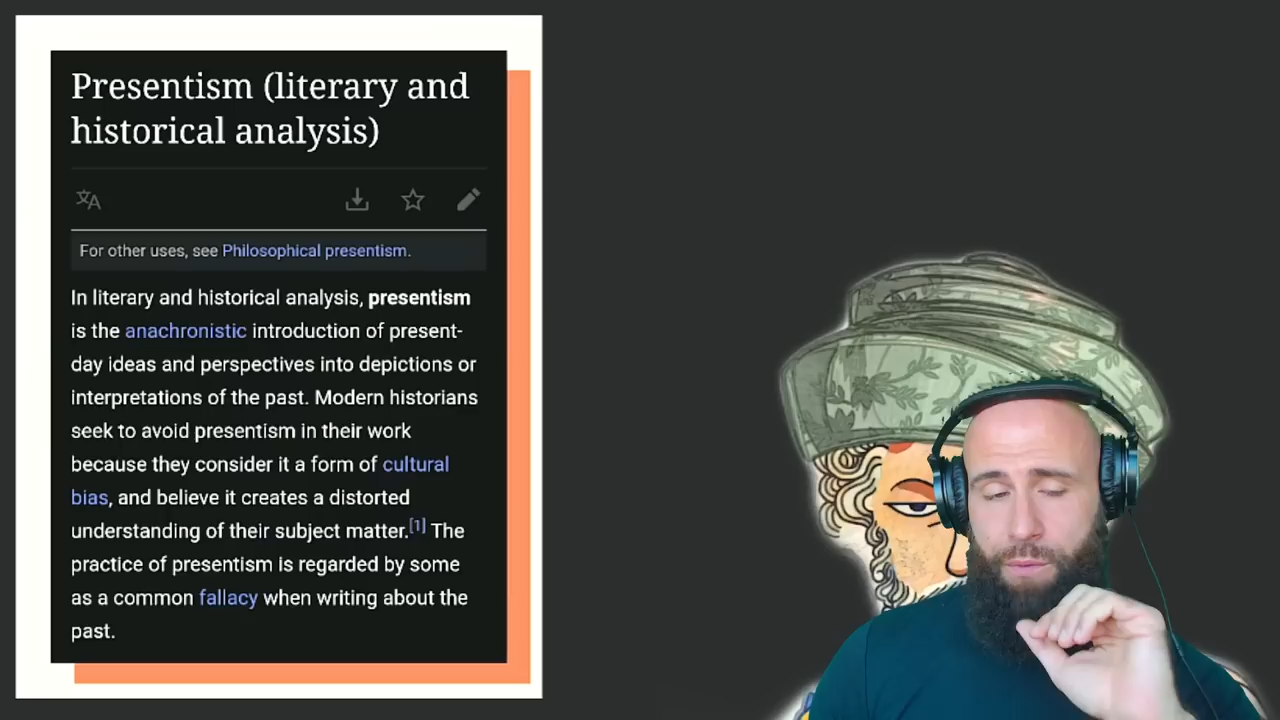 Presentism (literary and
historical analysis)
For other uses, see Philosophical presentism.
In literary and historical analysis, presentism
is the anachronistic introduction of present-
day ideas and perspectives into depictions or
interpretations of the past. Modern historians
seek to avoid presentism in their work
because they consider it a form of cultural
bias, and believe it creates a distorted
understanding of their subject matter.[1] The
practice of presentism is regarded by some
as a common fallacy when writing about the
past.